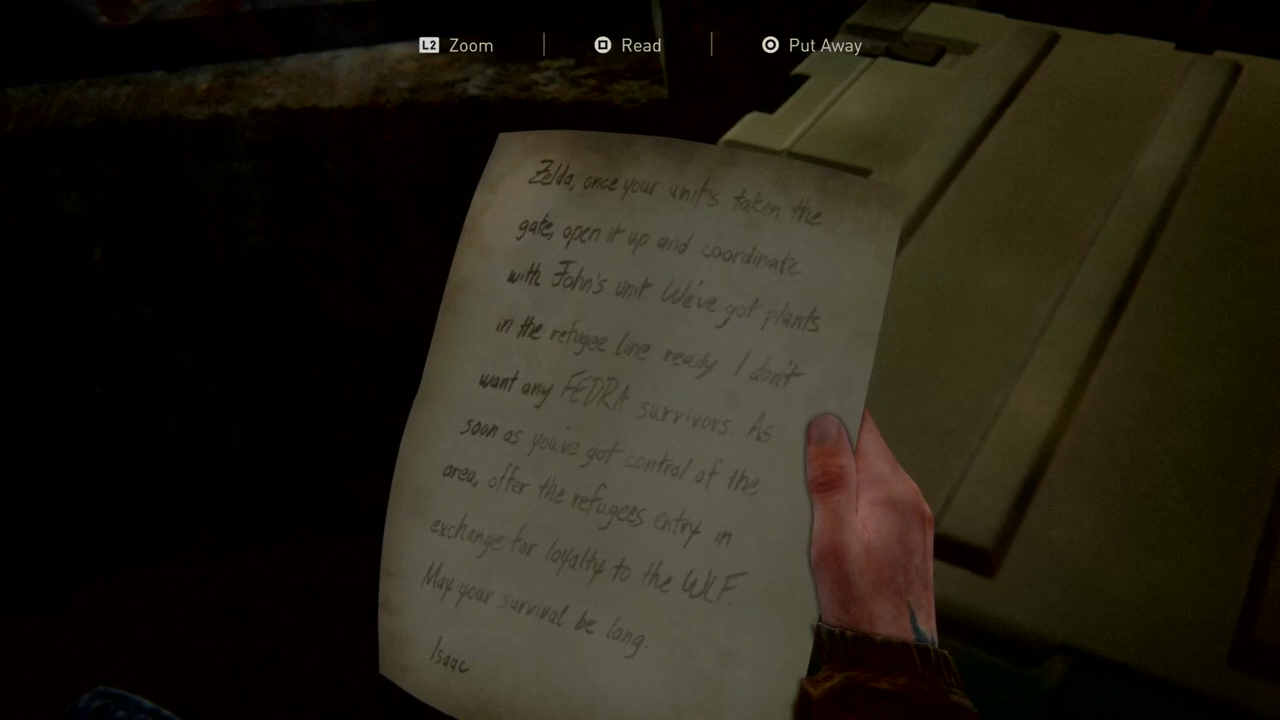 L2 Zoom Read Put Away
Zelda, once your unit's taken the
gate, open it up and coordinate
with John's unit. We've got plants
in the refugee line ready. I don't
want any FEDRA survivors. As
soon as you've got control of the
area, offer the refugees entry in
exchange for loyalty to the WLF.
May your survival be long.
Isaac